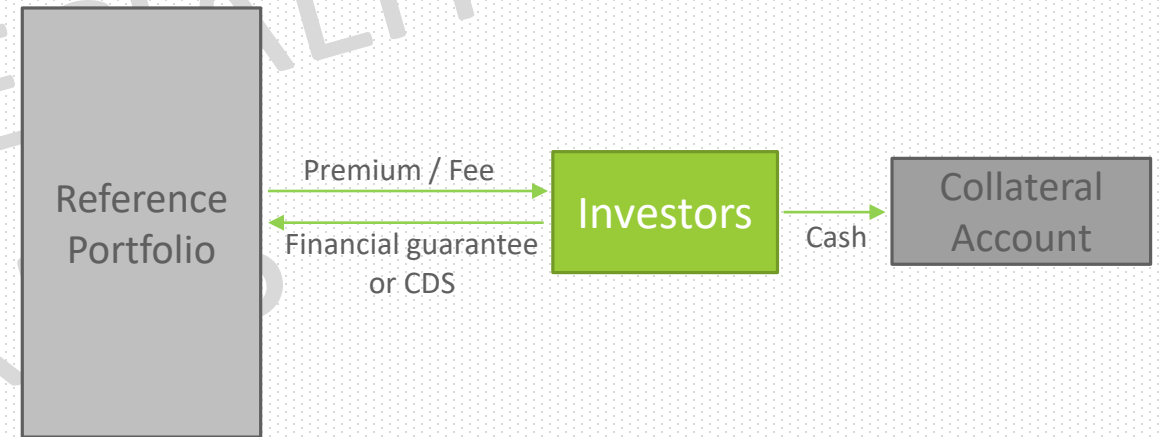 Reference
Portfolio
Premium / Fee
Financial guarantee
or CDS
Investors
Cash
Collateral
Account